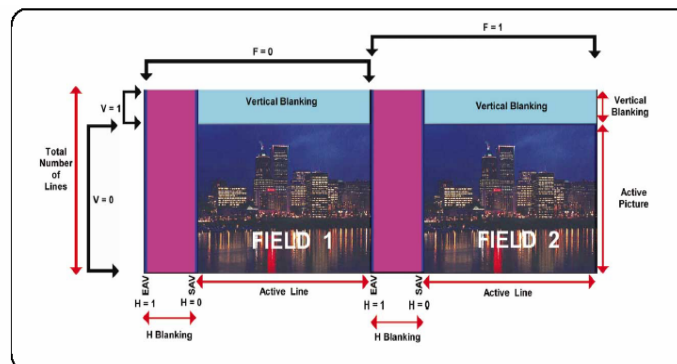 F = 1
F = 0
V = 1
Vertical Blanking
Vertical Blanking
Vertical
Blanking
Total
Number
of
Lines
V = 0
Active
Picture
FIELD 1
FIELD 2
EAV
SAV
EAV
SAV
H = 1
H = 0
Active Line
H = 1
H = 0
Active Line
H Blanking
H Blanking